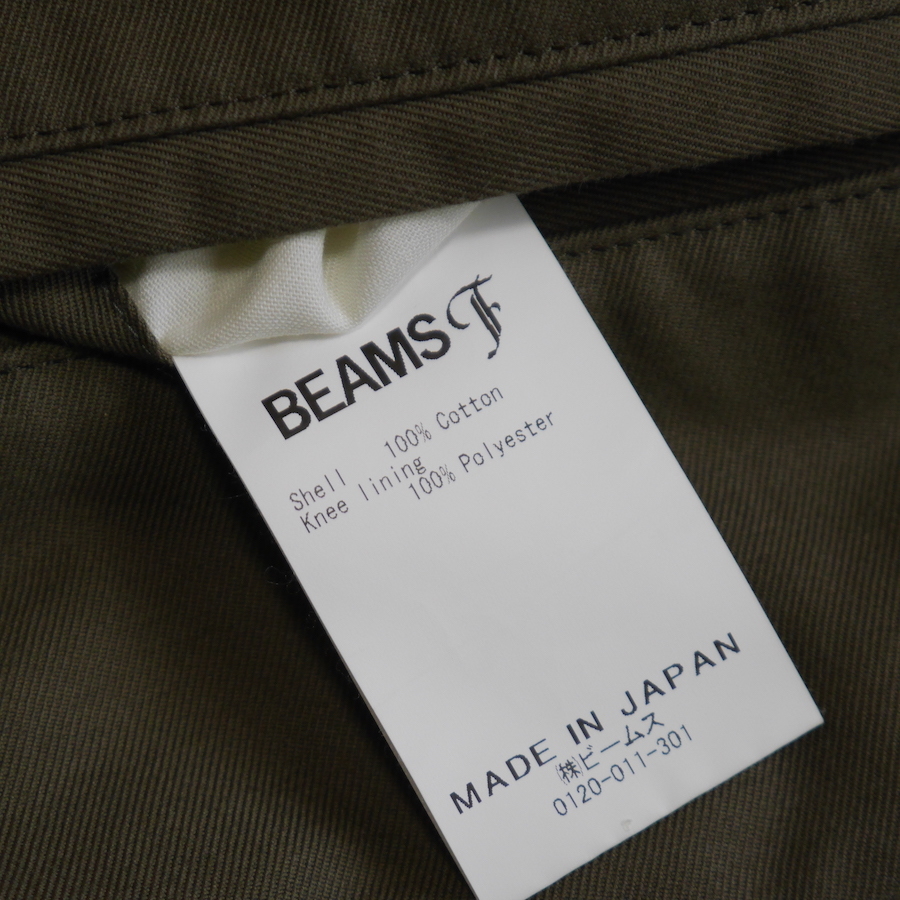 BEAMS F
Shell 100% Cotton
Knee lining
100% Polyester
MADE IN JAPAN
㈱ビームス
0120-011-301